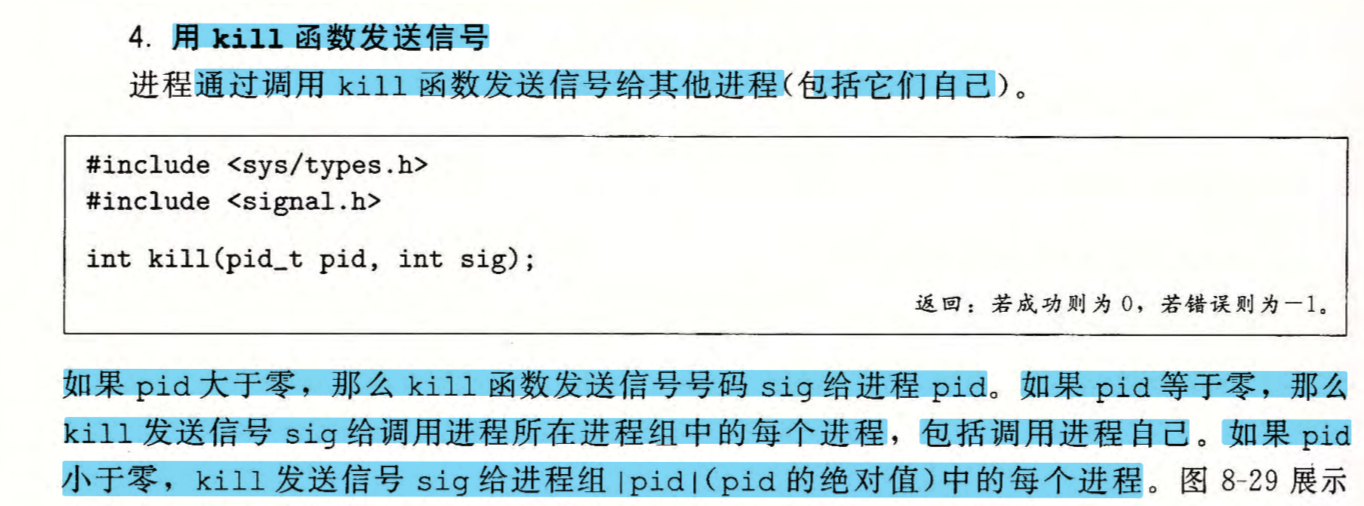 4. 用 kill 函数发送信号
进程通过调用 kill 函数发送信号给其他进程(包括它们自己)。
#include <sys/types.h>
#include <signal.h>
int kill(pid_t pid, int sig);
返回：若成功则为 0，若错误则为－1。
如果 pid 大于零，那么 kill 函数发送信号号码 sig 给进程 pid。如果 pid 等于零，那么
kill 发送信号 sig 给调用进程所在进程组中的每个进程，包括调用进程自己。如果 pid
小于零，kill 发送信号 sig 给进程组|pid|(pid 的绝对值)中的每个进程。图 8-29 展示